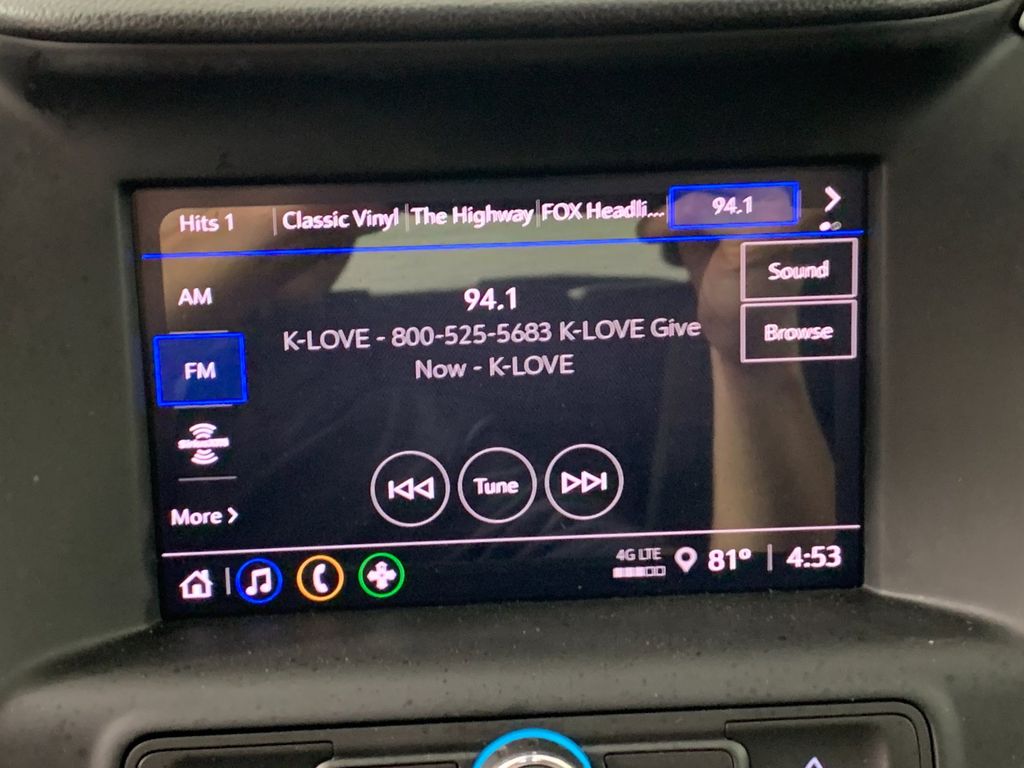 Hits 1
Classic Vinyl
The Highway
FOX Headli...
94.1
Sound
Browse
AM
FM
SiriusXM
More
94.1
K-LOVE - 800-525-5683 K-LOVE Give
Now - K-LOVE
Tune
4G LTE
81°
4:53